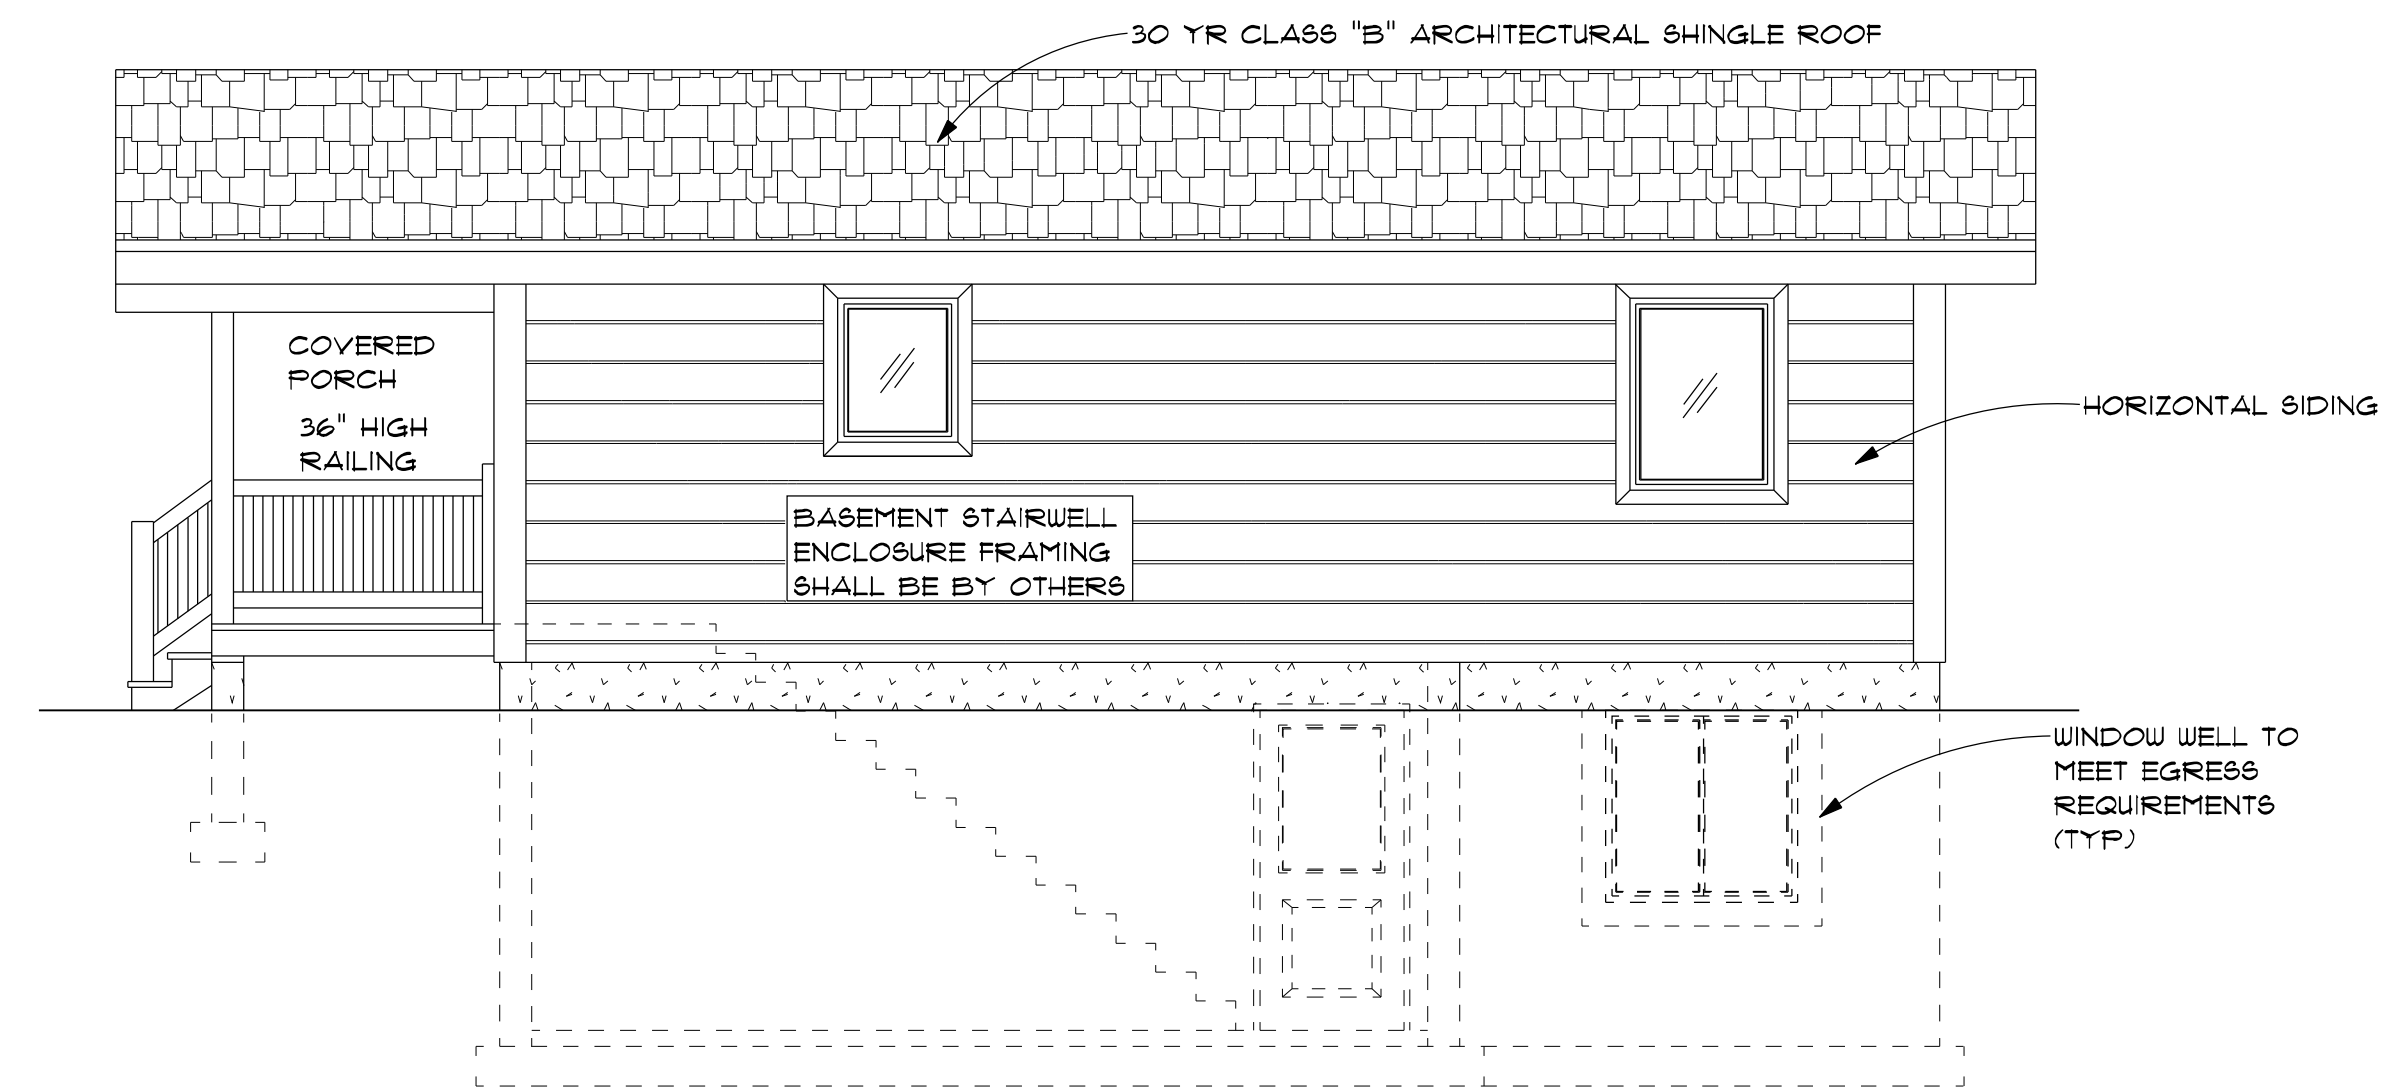 30 YR CLASS "B" ARCHITECTURAL SHINGLE ROOF
COVERED
PORCH
36" HIGH
RAILING
HORIZONTAL SIDING
BASEMENT STAIRWELL
ENCLOSURE FRAMING
SHALL BE BY OTHERS
WINDOW WELL TO
MEET EGRESS
REQUIREMENTS
(TYP)